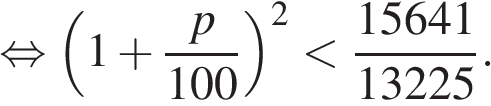 ⇔ (1 + p/100)² < 15641/13225.